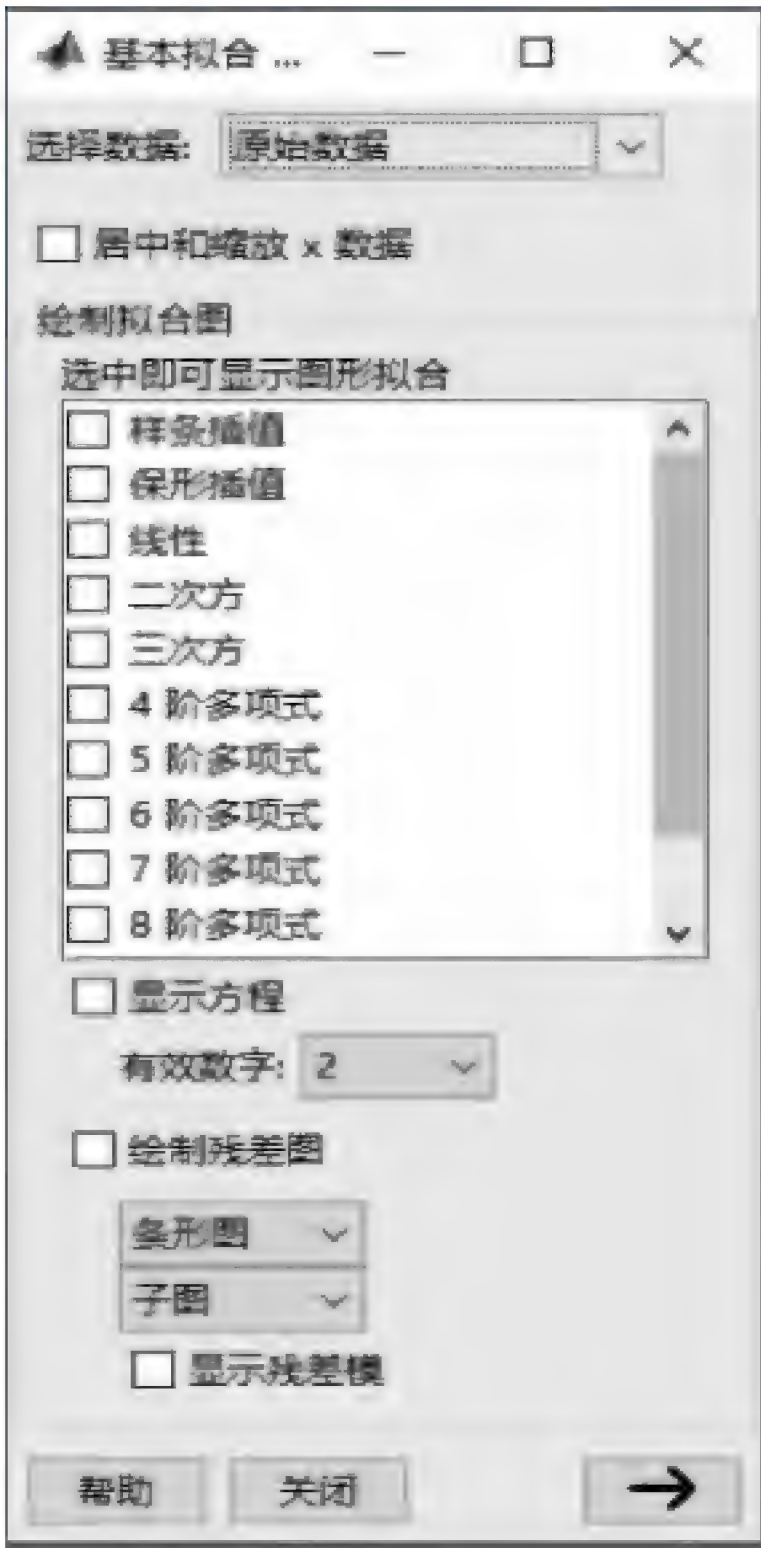 基本拟合 ...
选择数据: 原始数据
居中和缩放 x 数据
绘制拟合图
选中即可显示图形拟合
样条插值
保形插值
线性
二次方
三次方
4 阶多项式
5 阶多项式
6 阶多项式
7 阶多项式
8 阶多项式
显示方程
有效数字: 2
绘制残差图
条形图
子图
显示残差模
帮助 关闭